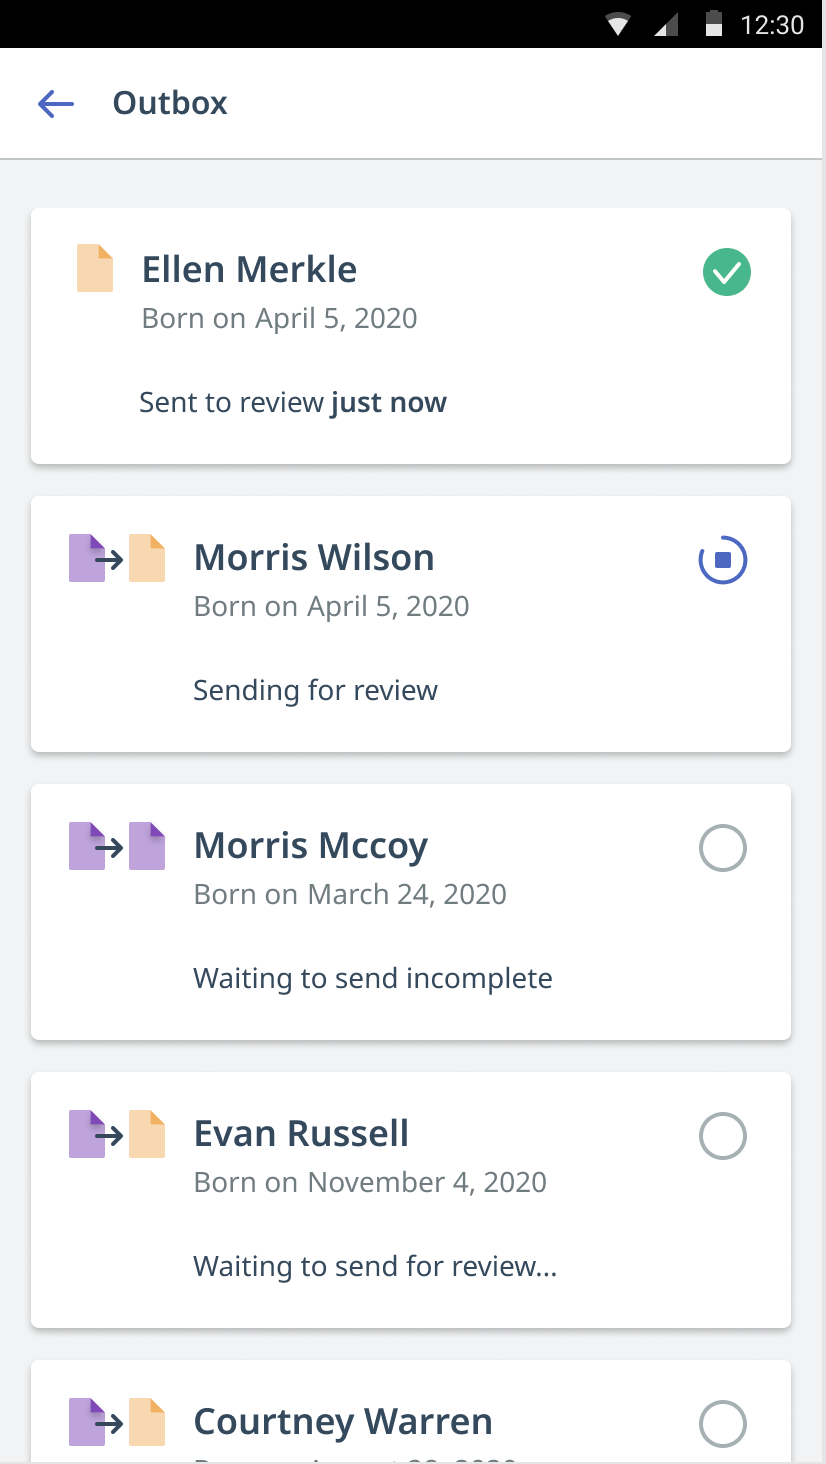 12:30
Outbox
Ellen Merkle
Born on April 5, 2020
Sent to review just now
Morris Wilson
Born on April 5, 2020
Sending for review
Morris Mccoy
Born on March 24, 2020
Waiting to send incomplete
Evan Russell
Born on November 4, 2020
Waiting to send for review...
Courtney Warren